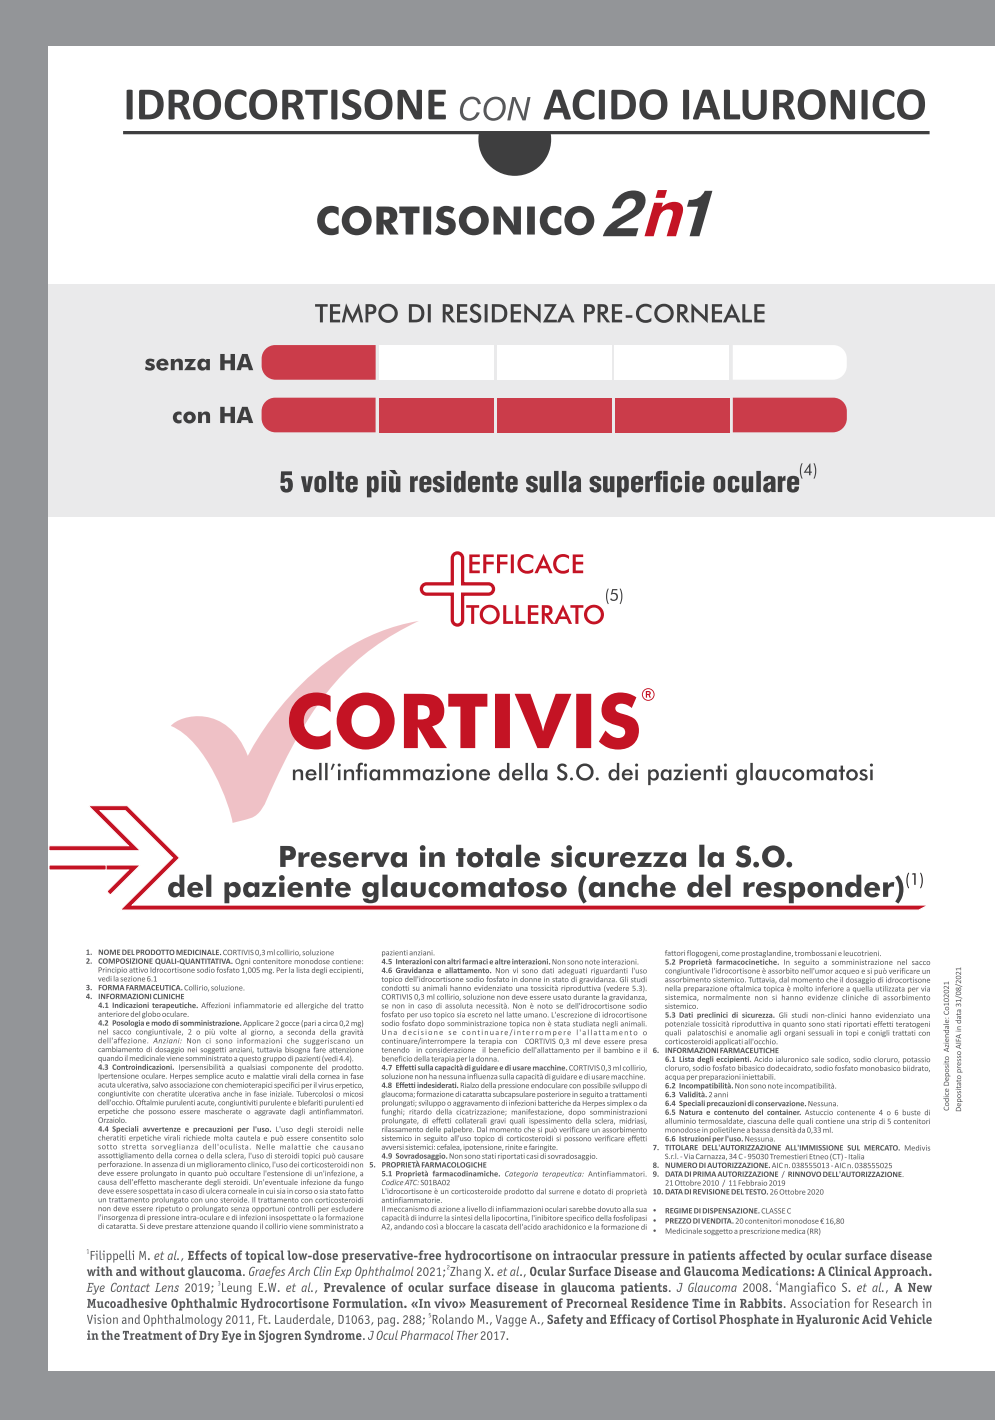 IDROCORTISONE CON ACIDO IALURONICO
CORTISONICO 2in1
TEMPO DI RESIDENZA PRE-CORNEALE
senza HA
con HA
5 volte più residente sulla superficie oculare(4)
EFFICACE
TOLLERATO (5)
CORTIVIS®
nell'infiammazione della S.O. dei pazienti glaucomatosi
Preserva in totale sicurezza la S.O.
del paziente glaucomatoso (anche del responder)(1)
1. NOME DEL PRODOTTO MEDICINALE. CORTIVIS 0,3 ml collirio, soluzione
2. COMPOSIZIONE QUALI-QUANTITATIVA. Ogni contenitore monodose contiene:
Principio attivo Idrocortisone sodio fosfato 1,005 mg. Per la lista degli eccipienti,
vedi la sezione 6.1
3. FORMA FARMACEUTICA. Collirio, soluzione.
4. INFORMAZIONI CLINICHE
4.1 Indicazioni terapeutiche. Affezioni infiammatorie ed allergiche del tratto
anteriore del globo oculare.
4.2 Posologia e modo di somministrazione. Applicare 2 gocce (pari a circa 0,2 mg)
nel sacco congiuntivale, 2 o più volte al giorno, a seconda della gravità
dell'affezione. Anziani: Non ci sono informazioni che suggeriscano un
cambiamento di dosaggio nei soggetti anziani, tuttavia bisogna fare attenzione
quando il medicinale viene somministrato a questo gruppo di pazienti (vedi 4.4).
4.3 Controindicazioni. Ipersensibilità a qualsiasi componente del prodotto.
Ipertensione oculare. Herpes semplice acuto e malattie virali della cornea in fase
acuta ulcerativa, salvo associazione con chemioterapici specifici per il virus erpetico,
congiuntivite con cheratite ulcerativa anche in fase iniziale. Tubercolosi o micosi
dell'occhio. Oftalmie purulenti acute, congiuntiviti purulente e blefariti purulenti ed
erpetiche che possono essere mascherate o aggravate dagli antinfiammatori.
Orzaiolo.
4.4 Speciali avvertenze e precauzioni per l'uso. L'uso degli steroidi nelle
cheratiti erpetiche virali richiede molta cautela e può essere consentito solo
sotto stretta sorveglianza dell'oculista. Nelle malattie che causano
assottigliamento della cornea o della sclera, l'uso di steroidi topici può causare
perforazione. In assenza di un miglioramento clinico, l'uso dei corticosteroidi non
deve essere prolungato in quanto può occultare l'estensione di un'infezione, a
causa dell'effetto mascherante degli steroidi. Un'eventuale infezione da fungo
deve essere sospettata in caso di ulcera corneale in cui sia in corso o sia stato fatto
un trattamento prolungato con uno steroide. Il trattamento con corticosteroidi
non deve essere ripetuto o prolungato senza opportuni controlli per escludere
l'insorgenza di pressione intra-oculare e di infezioni insospettate o la formazione
di cataratta. Si deve prestare attenzione quando il collirio viene somministrato a
pazienti anziani.
4.5 Interazioni con altri farmaci e altre interazioni. Non sono note interazioni.
4.6 Gravidanza e allattamento. Non vi sono dati adeguati riguardanti l'uso
topico dell'idrocortisone sodio fosfato in donne in stato di gravidanza. Gli studi
condotti su animali non hanno evidenziato una tossicità riproduttiva (vedere 5.3).
CORTIVIS 0,3 ml collirio, soluzione non deve essere usato durante la gravidanza,
se non in caso di assoluta necessità. Non è noto se dell'idrocortisone sodio
fosfato per uso topico sia escreto nel latte umano. L'escrezione di idrocortisone
sodio fosfato dopo somministrazione topica non è stata studiata negli animali.
Una decisione se continuare/interrompere l'allattamento o
continuare/interrompere la terapia con CORTIVIS 0,3 ml deve essere presa
tenendo in considerazione il beneficio dell'allattamento per il bambino e il
beneficio della terapia per la donna.
4.7 Effetti sulla capacità di guidare e di usare macchine. CORTIVIS 0,3 ml collirio,
soluzione non ha nessuna influenza sulla capacità di guidare e di usare macchine.
4.8 Effetti indesiderati. Rialzo della pressione endoculare con possibile sviluppo di
glaucoma; formazione di cataratta subcapsulare posteriore in seguito a trattamenti
prolungati; sviluppo o aggravamento di infezioni batteriche da Herpes simplex o da
funghi; ritardo della cicatrizzazione; manifestazione, dopo somministrazioni
prolungate, di effetti collaterali gravi quali ispessimento della sclera, midriasi,
rilassamento delle palpebre. Dal momento che si può verificare un assorbimento
sistemico in seguito all'uso topico di corticosteroidi si possono verificare effetti
avversi sistemici: cefalea, ipotensione, rinite e faringite.
4.9 Sovradosaggio. Non sono stati riportati casi di sovradosaggio.
5. PROPRIETÀ FARMACOLOGICHE
5.1 Proprietà farmacodinamiche. Categoria terapeutica: Antinfiammatori.
Codice ATC: S01BA02
L'idrocortisone è un corticosteroide prodotto dal surrene e dotato di proprietà
antinfiammatorie.
Il meccanismo di azione a livello di infiammazioni oculari sarebbe dovuto alla sua
capacità di indurre la sintesi della lipocortina, l'inibitore specifico della fosfolipasi
A2, andando così a bloccare la cascata dell'acido arachidonico e la formazione di
fattori flogogeni, come prostaglandine, trombossani e leucotrieni.
5.2 Proprietà farmacocinetiche. In seguito a somministrazione nel sacco
congiuntivale l'idrocortisone è assorbito nell'umor acqueo e si può verificare un
assorbimento sistemico. Tuttavia, dal momento che il dosaggio di idrocortisone
nella preparazione oftalmica topica è molto inferiore a quella utilizzata per via
sistemica, normalmente non si hanno evidenze cliniche di assorbimento
sistemico.
5.3 Dati preclinici di sicurezza. Gli studi non-clinici hanno evidenziato una
potenziale tossicità riproduttiva in quanto sono stati riportati effetti teratogeni
quali palatoschisi e anomalie agli organi sessuali in topi e conigli trattati con
corticosteroidi applicati all'occhio.
6. INFORMAZIONI FARMACEUTICHE
6.1 Lista degli eccipienti. Acido ialuronico sale sodico, sodio cloruro, potassio
cloruro, sodio fosfato bibasico dodecaidrato, sodio fosfato monobasico biidrato,
acqua per preparazioni iniettabili.
6.2 Incompatibilità. Non sono note incompatibilità.
6.3 Validità. 2 anni
6.4 Speciali precauzioni di conservazione. Nessuna.
6.5 Natura e contenuto del container. Astuccio contenente 4 o 6 buste di
alluminio termosaldate, ciascuna delle quali contiene una strip di 5 contenitori
monodose in polietilene a bassa densità da 0,33 ml.
6.6 Istruzioni per l'uso. Nessuna.
7. TITOLARE DELL'AUTORIZZAZIONE ALL'IMMISSIONE SUL MERCATO. Medivis
S.r.l. - Via Carnazza, 34 C - 95030 Tremestieri Etneo (CT) - Italia
8. NUMERO DI AUTORIZZAZIONE. AIC n. 038555013 - AIC n. 038555025
9. DATA DI PRIMA AUTORIZZAZIONE / RINNOVO DELL'AUTORIZZAZIONE.
21 Ottobre 2010 / 11 Febbraio 2019
10. DATA DI REVISIONE DEL TESTO. 26 Ottobre 2020
• REGIME DI DISPENSAZIONE. CLASSE C
• PREZZO DI VENDITA. 20 contenitori monodose € 16,80
• Medicinale soggetto a prescrizione medica (RR)
Codice Deposito Aziendale: Co102021
Depositato presso AIFA in data 31/08/2021
1Filippelli M. et al., Effects of topical low-dose preservative-free hydrocortisone on intraocular pressure in patients affected by ocular surface disease
with and without glaucoma. Graefes Arch Clin Exp Ophthalmol 2021; 2Zhang X. et al., Ocular Surface Disease and Glaucoma Medications: A Clinical Approach.
Eye Contact Lens 2019; 3Leung E.W. et al., Prevalence of ocular surface disease in glaucoma patients. J Glaucoma 2008. 4Mangiafico S. et al., A New
Mucoadhesive Ophthalmic Hydrocortisone Formulation. «In vivo» Measurement of Precorneal Residence Time in Rabbits. Association for Research in
Vision and Ophthalmology 2011, Ft. Lauderdale, D1063, pag. 288; 5Rolando M., Vagge A., Safety and Efficacy of Cortisol Phosphate in Hyaluronic Acid Vehicle
in the Treatment of Dry Eye in Sjogren Syndrome. J Ocul Pharmacol Ther 2017.